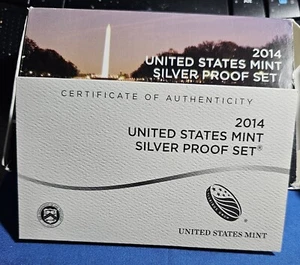 2014
UNITED STATES MINT
SILVER PROOF SET
CERTIFICATE OF AUTHENTICITY
2014
UNITED STATES MINT
SILVER PROOF SET®
UNITED STATES MINT